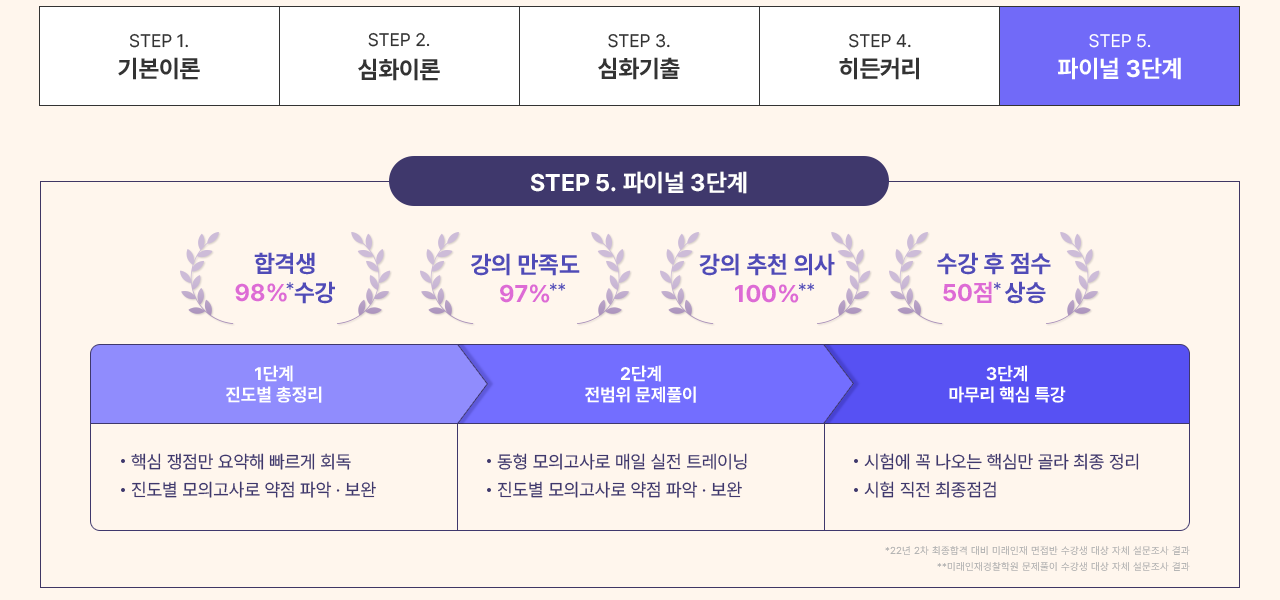 STEP 1.
기본이론
STEP 2.
심화이론
STEP 3.
심화기출
STEP 4.
히든커리
STEP 5.
파이널 3단계
STEP 5. 파이널 3단계
합격생
98%*수강
강의 만족도
97%**
강의 추천 의사
100%**
수강 후 점수
50점* 상승
1단계
진도별 총정리
2단계
전범위 문제풀이
3단계
마무리 핵심 특강
• 핵심 쟁점만 요약해 빠르게 회독
• 진도별 모의고사로 약점 파악 · 보완
• 동형 모의고사로 매일 실전 트레이닝
• 진도별 모의고사로 약점 파악 · 보완
• 시험에 꼭 나오는 핵심만 골라 최종 정리
• 시험 직전 최종점검
*22년 2차 최종합격 대비 미래인재 면접반 수강생 대상 자체 설문조사 결과
**미래인재경찰학원 문제풀이 수강생 대상 자체 설문조사 결과